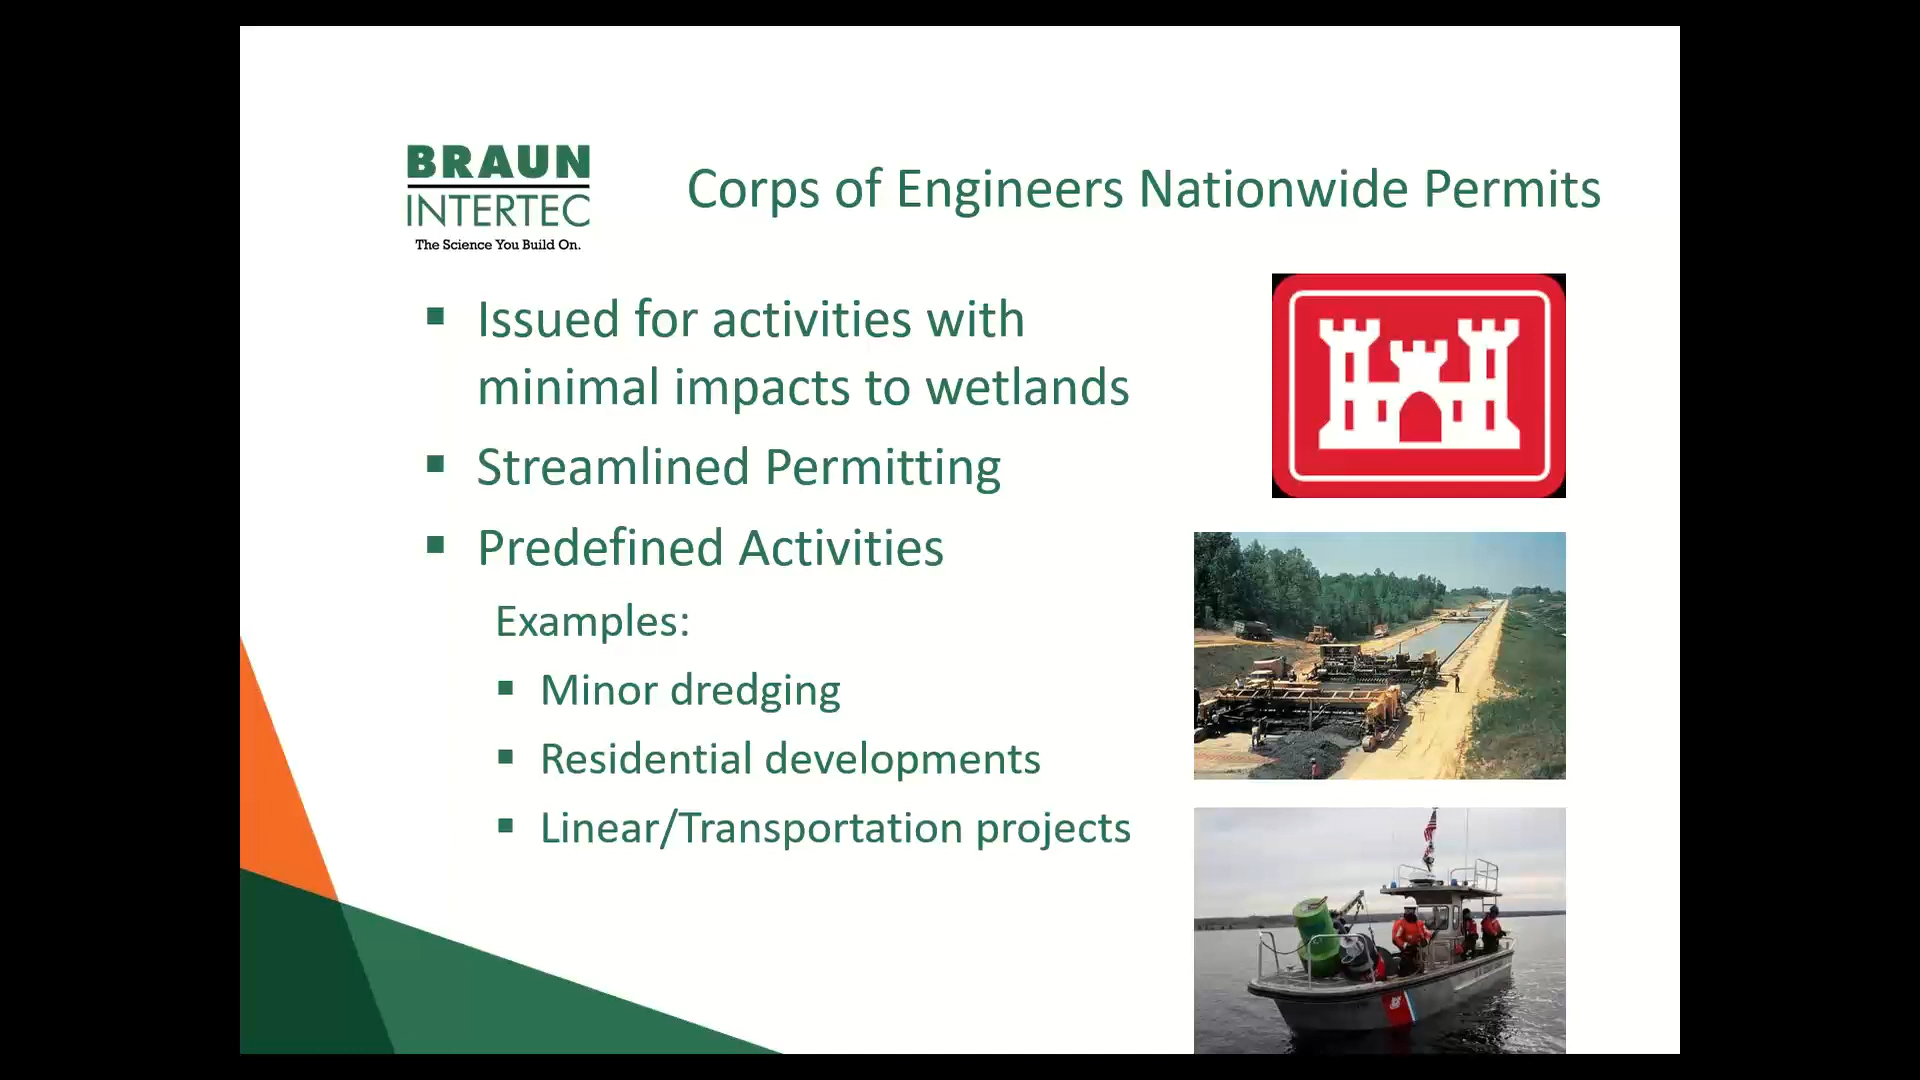 BRAUN
INTERTEC
The Science You Build On.
Corps of Engineers Nationwide Permits
▪ Issued for activities with
minimal impacts to wetlands
▪ Streamlined Permitting
▪ Predefined Activities
Examples:
▪ Minor dredging
▪ Residential developments
▪ Linear/Transportation projects